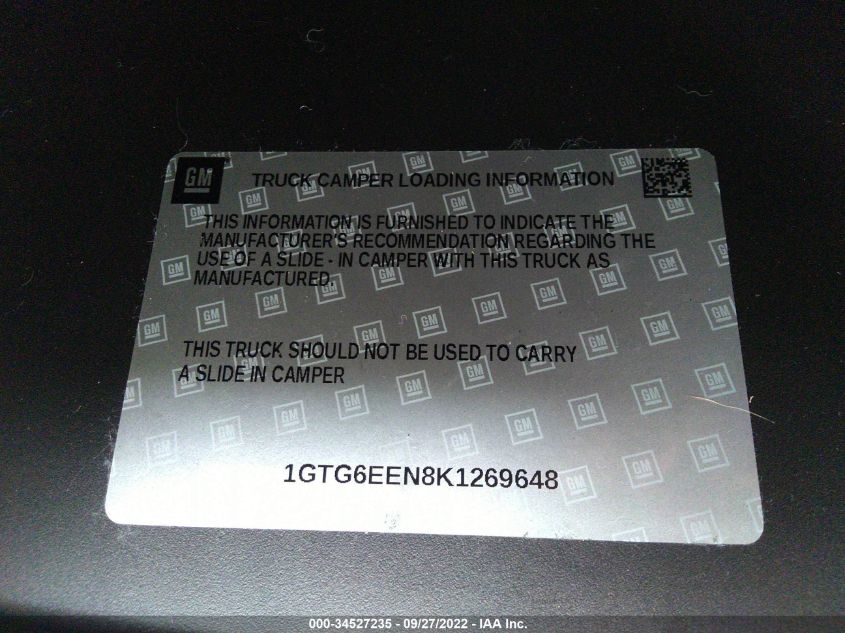 GM TRUCK CAMPER LOADING INFORMATION
THIS INFORMATION IS FURNISHED TO INDICATE THE
MANUFACTURER'S RECOMMENDATION REGARDING THE
USE OF A SLIDE - IN CAMPER WITH THIS TRUCK AS
MANUFACTURED.
THIS TRUCK SHOULD NOT BE USED TO CARRY
A SLIDE IN CAMPER
1GTG6EEN8K1269648
000-34527235 - 09/27/2022 - IAA Inc.